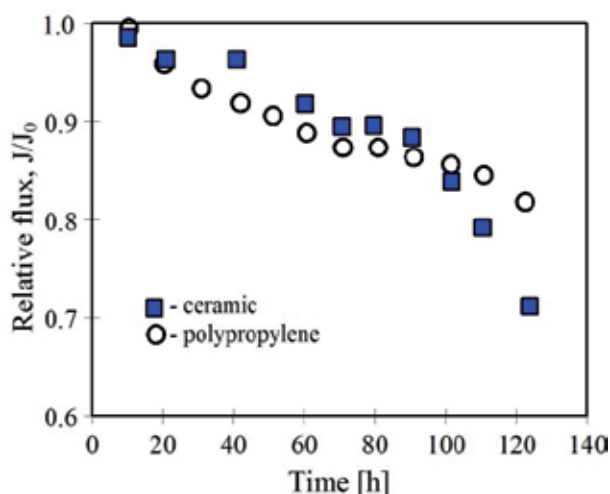 1.0
0.9
0.8
0.7
0.6
Relative flux, J/J₀
- ceramic
- polypropylene
0 20 40 60 80 100 120 140
Time [h]